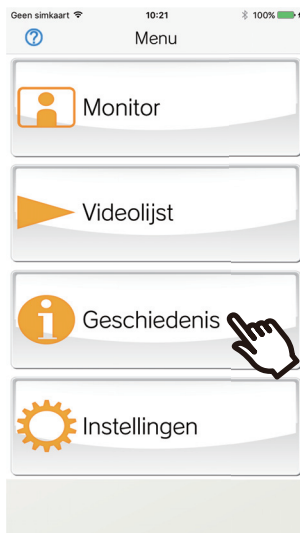 Geen simkaart 10:21 100%
? Menu
Monitor
Videolijst
i Geschiedenis
Instellingen